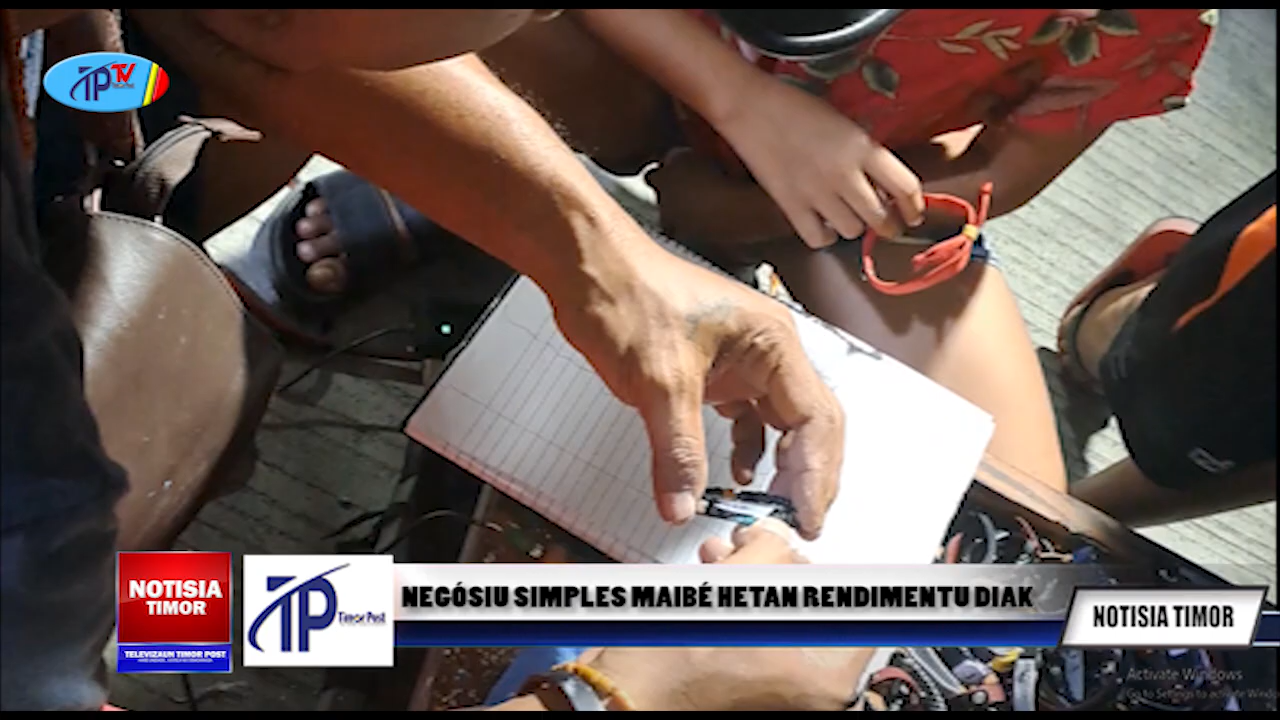 TP TV
NOTISIA
TIMOR
TELEVIZAUN TIMOR POST
TP Timor Post
NEGÓSIU SIMPLES MAIBÉ HETAN RENDIMENTU DIAK
NOTISIA TIMOR
Activate Windows
Go to Settings to activate Windo